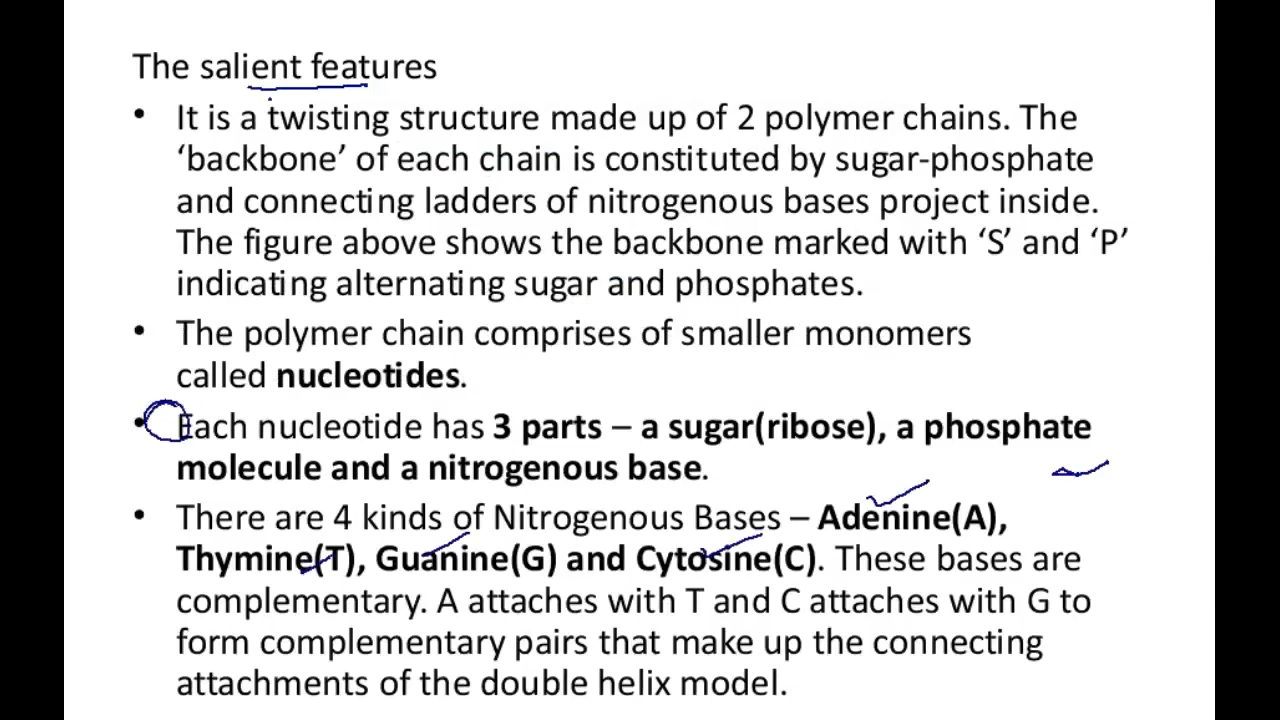 The salient features
• It is a twisting structure made up of 2 polymer chains. The
‘backbone’ of each chain is constituted by sugar-phosphate
and connecting ladders of nitrogenous bases project inside.
The figure above shows the backbone marked with ‘S’ and ‘P’
indicating alternating sugar and phosphates.
• The polymer chain comprises of smaller monomers
called nucleotides.
• Each nucleotide has 3 parts – a sugar(ribose), a phosphate
molecule and a nitrogenous base.
• There are 4 kinds of Nitrogenous Bases – Adenine(A),
Thymine(T), Guanine(G) and Cytosine(C). These bases are
complementary. A attaches with T and C attaches with G to
form complementary pairs that make up the connecting
attachments of the double helix model.